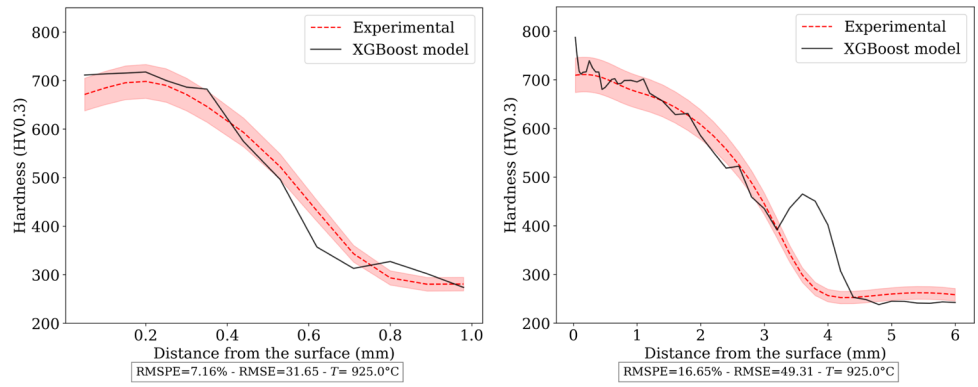 Experimental
XGBoost model
Hardness (HV0.3)
800
700
600
500
400
300
200
0.2
0.4
0.6
0.8
1.0
Distance from the surface (mm)
RMSPE=7.16% - RMSE=31.65 - T= 925.0°C
Experimental
XGBoost model
Hardness (HV0.3)
800
700
600
500
400
300
200
0
1
2
3
4
5
6
Distance from the surface (mm)
RMSPE=16.65% - RMSE=49.31 - T= 925.0°C